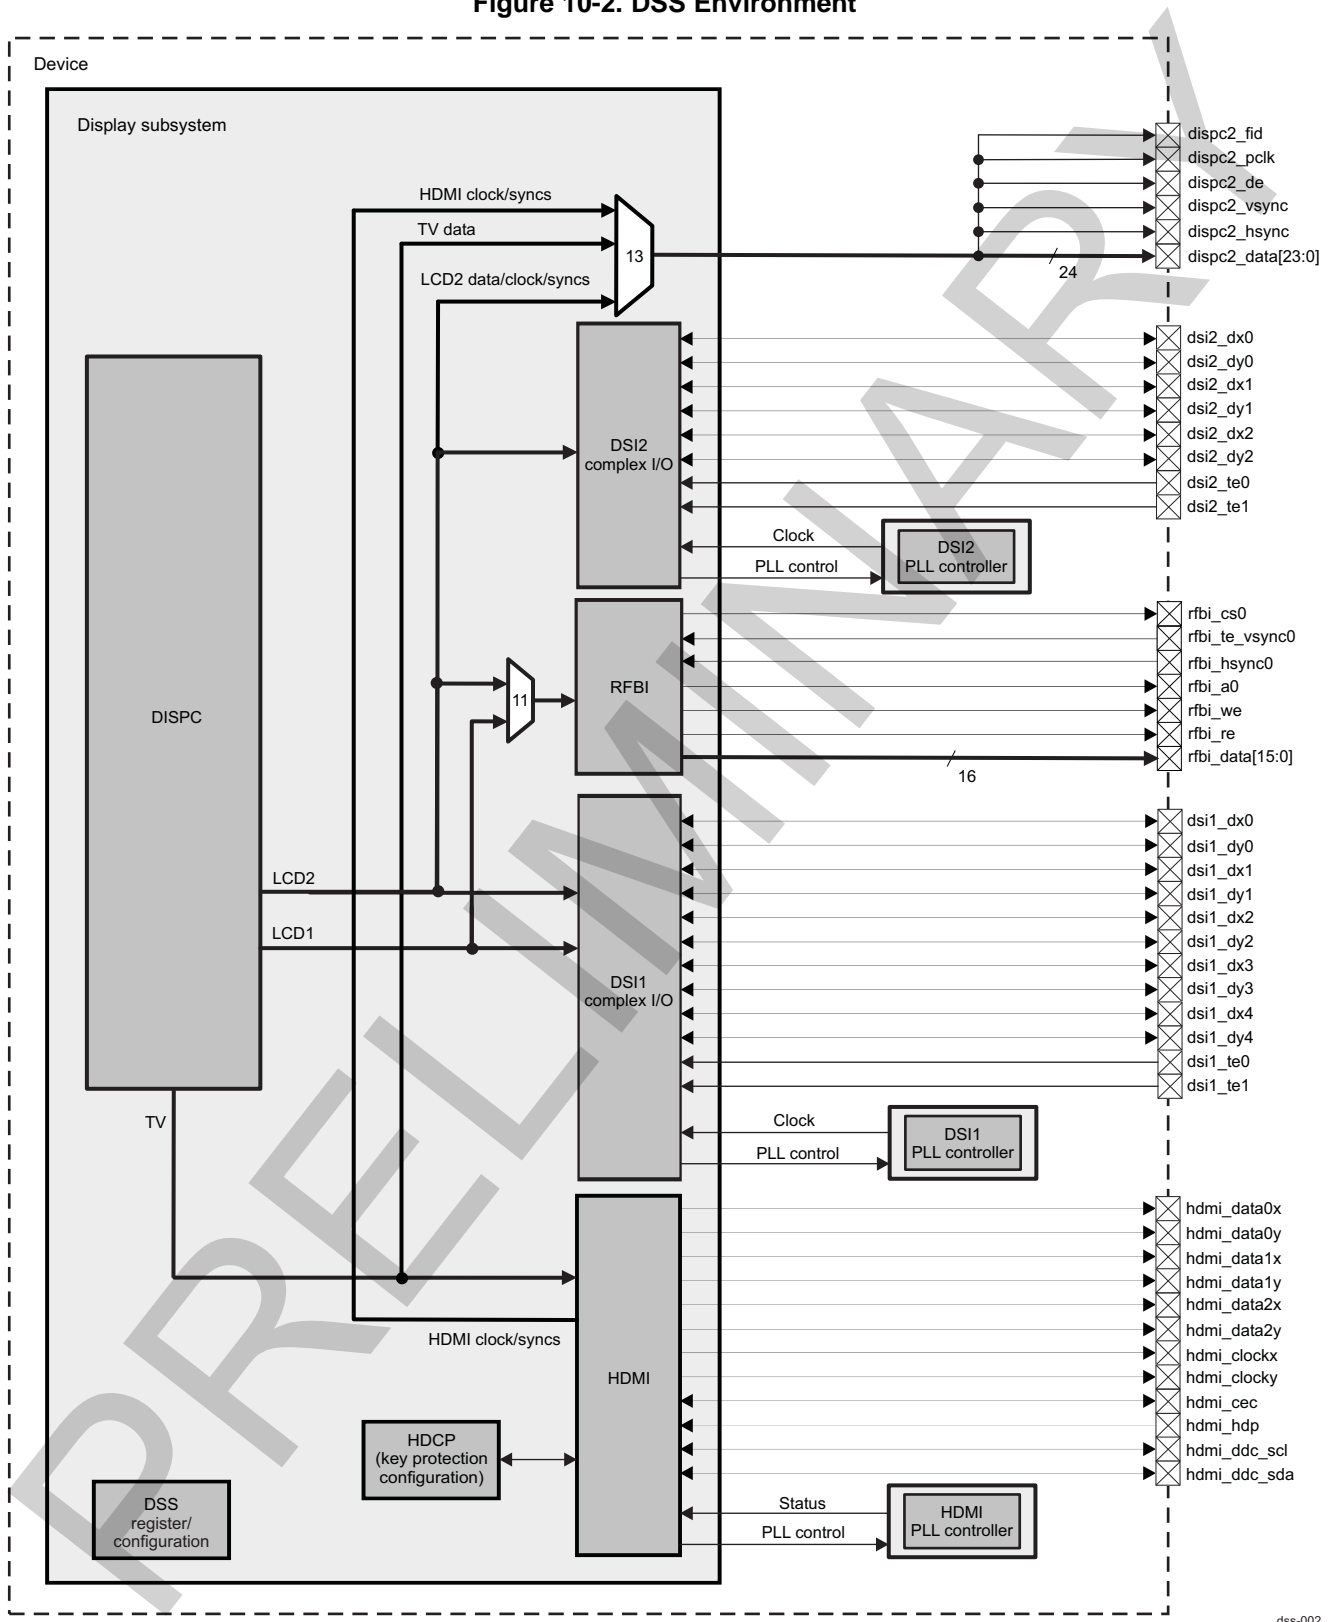 Figure 10-2. DSS Environment
Device
Display subsystem
HDMI clock/syncs
TV data
LCD2 data/clock/syncs
13
24
dispc2_fid
dispc2_pclk
dispc2_de
dispc2_vsync
dispc2_hsync
dispc2_data[23:0]
DSI2
complex I/O
dsi2_dx0
dsi2_dy0
dsi2_dx1
dsi2_dy1
dsi2_dx2
dsi2_dy2
dsi2_te0
dsi2_te1
Clock
PLL control
DSI2
PLL controller
DISPC
11
RFBI
rfbi_cs0
rfbi_te_vsync0
rfbi_hsync0
rfbi_a0
rfbi_we
rfbi_re
rfbi_data[15:0]
16
LCD2
LCD1
DSI1
complex I/O
dsi1_dx0
dsi1_dy0
dsi1_dx1
dsi1_dy1
dsi1_dx2
dsi1_dy2
dsi1_dx3
dsi1_dy3
dsi1_dx4
dsi1_dy4
dsi1_te0
dsi1_te1
Clock
PLL control
DSI1
PLL controller
TV
HDMI clock/syncs
HDMI
hdmi_data0x
hdmi_data0y
hdmi_data1x
hdmi_data1y
hdmi_data2x
hdmi_data2y
hdmi_clockx
hdmi_clocky
hdmi_cec
hdmi_hdp
hdmi_ddc_scl
hdmi_ddc_sda
HDCP
(key protection
configuration)
DSS
register/
configuration
Status
PLL control
HDMI
PLL controller
dss-002
PRELIMINARY